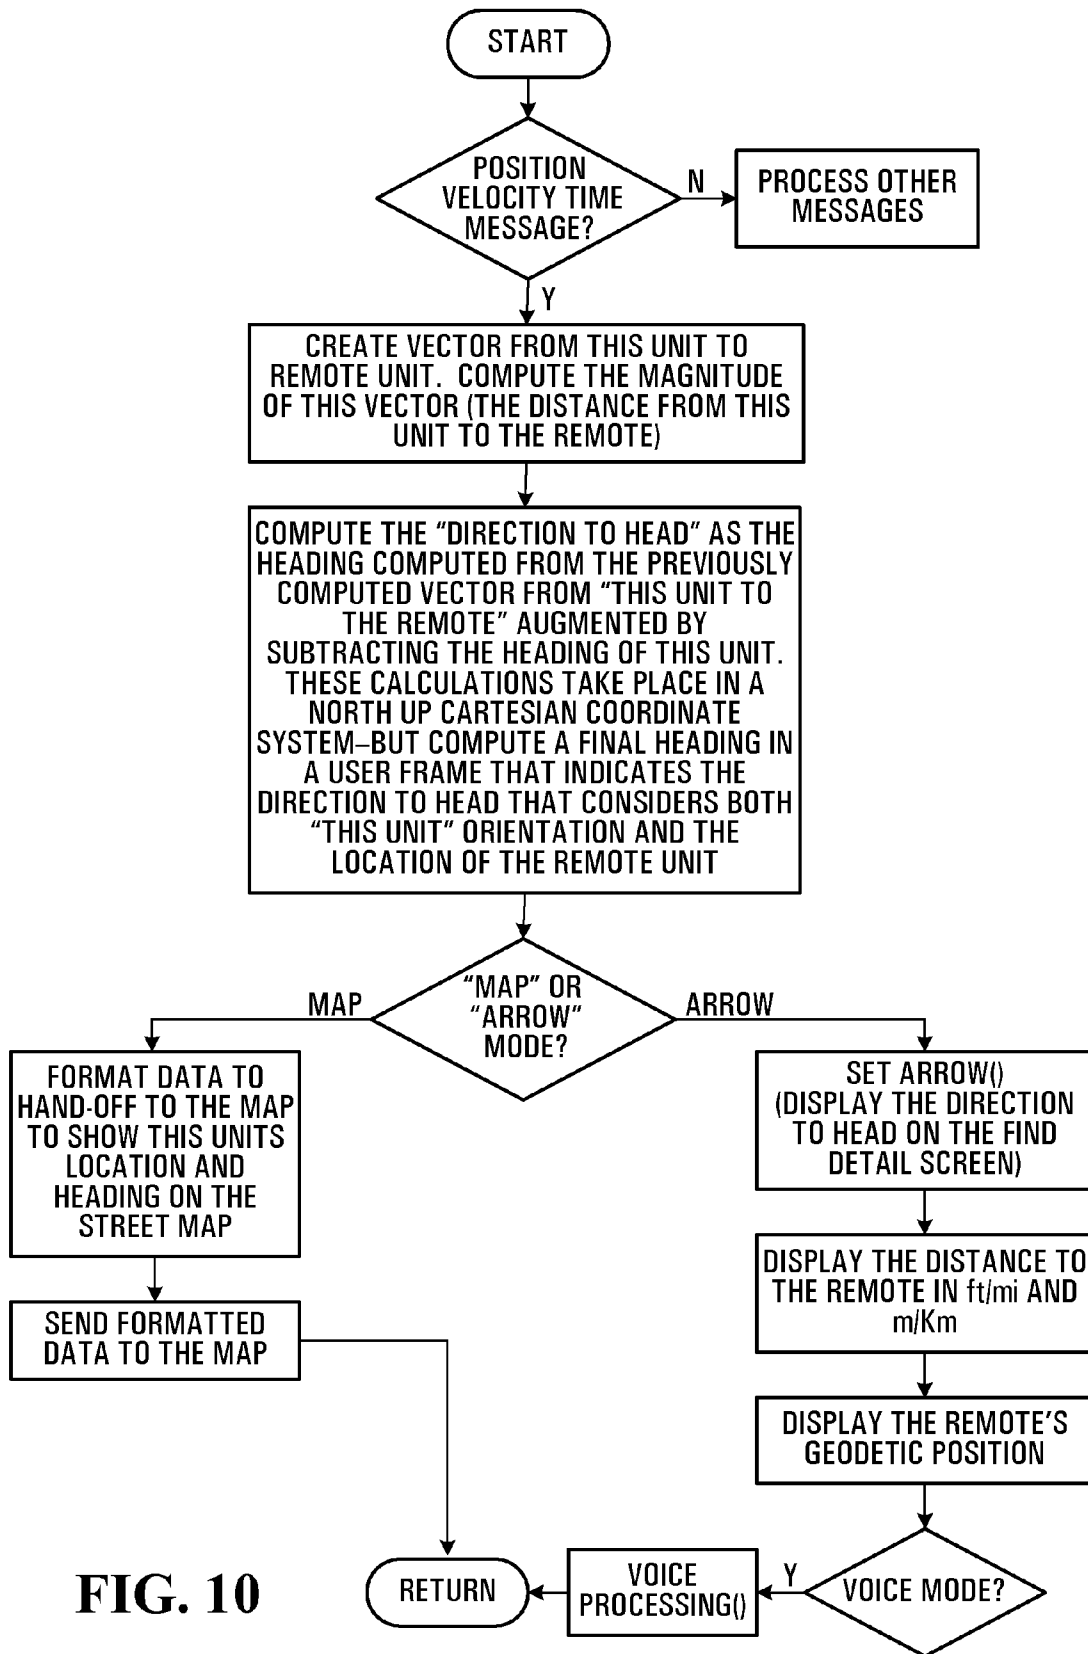 START
POSITION
VELOCITY TIME
MESSAGE?
N
PROCESS OTHER
MESSAGES
Y
CREATE VECTOR FROM THIS UNIT TO
REMOTE UNIT. COMPUTE THE MAGNITUDE
OF THIS VECTOR (THE DISTANCE FROM THIS
UNIT TO THE REMOTE)
COMPUTE THE "DIRECTION TO HEAD" AS THE
HEADING COMPUTED FROM THE PREVIOUSLY
COMPUTED VECTOR FROM "THIS UNIT TO
THE REMOTE" AUGMENTED BY
SUBTRACTING THE HEADING OF THIS UNIT.
THESE CALCULATIONS TAKE PLACE IN A
NORTH UP CARTESIAN COORDINATE
SYSTEM–BUT COMPUTE A FINAL HEADING IN
A USER FRAME THAT INDICATES THE
DIRECTION TO HEAD THAT CONSIDERS BOTH
"THIS UNIT" ORIENTATION AND THE
LOCATION OF THE REMOTE UNIT
"MAP" OR
"ARROW"
MODE?
MAP
ARROW
FORMAT DATA TO
HAND-OFF TO THE MAP
TO SHOW THIS UNITS
LOCATION AND
HEADING ON THE
STREET MAP
SEND FORMATTED
DATA TO THE MAP
SET ARROW()
(DISPLAY THE DIRECTION
TO HEAD ON THE FIND
DETAIL SCREEN)
DISPLAY THE DISTANCE TO
THE REMOTE IN ft/mi AND
m/Km
DISPLAY THE REMOTE'S
GEODETIC POSITION
VOICE MODE?
Y
VOICE
PROCESSING()
RETURN
FIG. 10